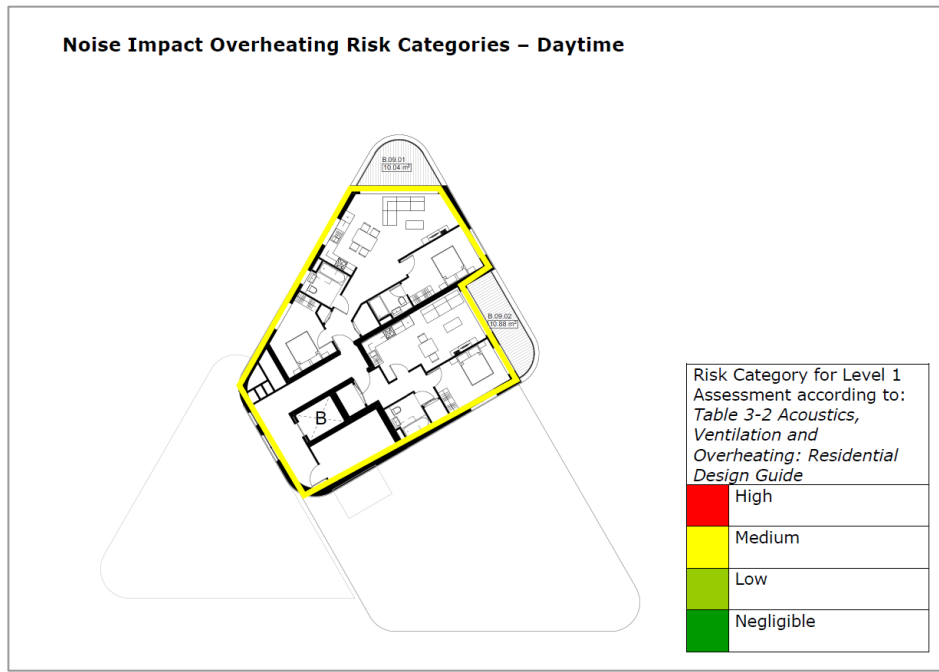 Noise Impact Overheating Risk Categories – Daytime
B.09.01
10.04 m²
B.09.02
10.88 m²
B
Risk Category for Level 1
Assessment according to:
Table 3-2 Acoustics,
Ventilation and
Overheating: Residential
Design Guide
High
Medium
Low
Negligible